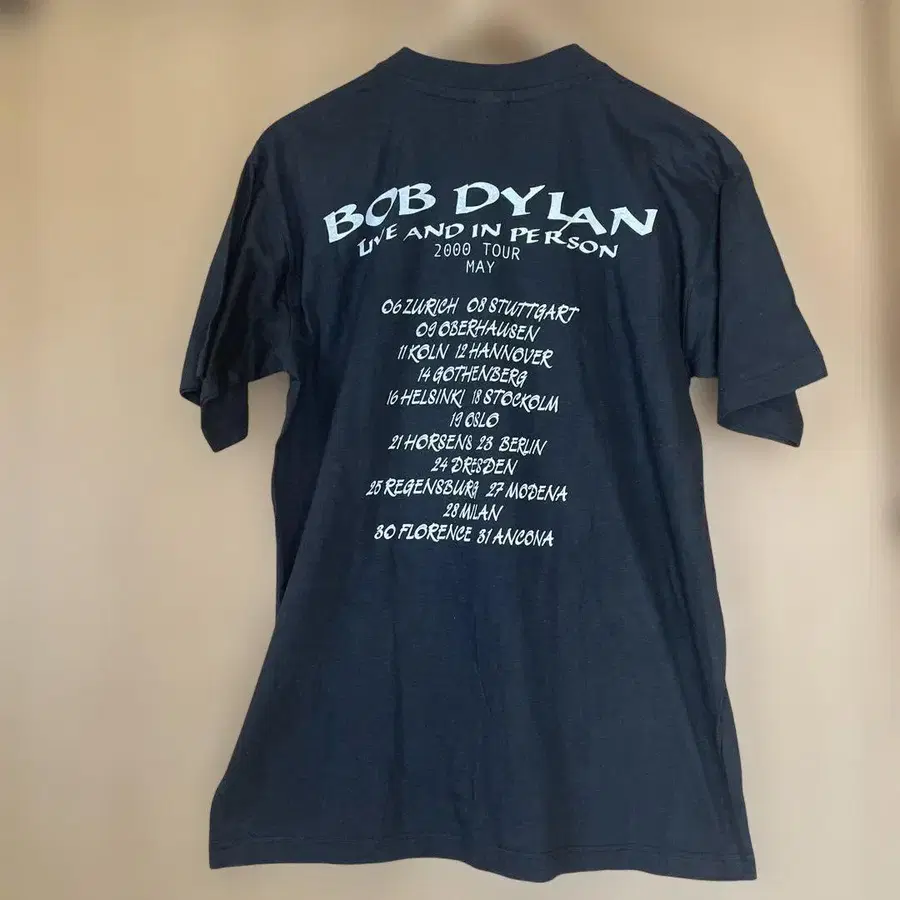 BOB DYLAN
LIVE AND IN PERSON
2000 TOUR
MAY
06 ZURICH 08 STUTTGART
09 OBERHAUSEN
11 KOLN 12 HANNOVER
14 GOTHENBERG
16 HELSINKI 18 STOCKOLM
19 OSLO
21 HORSENS 23 BERLIN
24 DRESDEN
25 REGENSBURG 27 MODENA
28 MILAN
30 FLORENCE 31 ANCONA